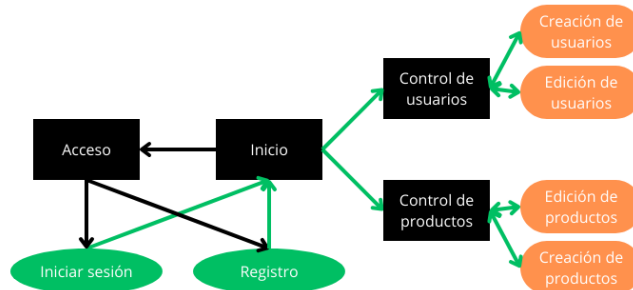 Creación de
usuarios
Control de
usuarios
Edición de
usuarios
Acceso
Inicio
Control de
productos
Edición de
productos
Iniciar sesión
Registro
Creación de
productos